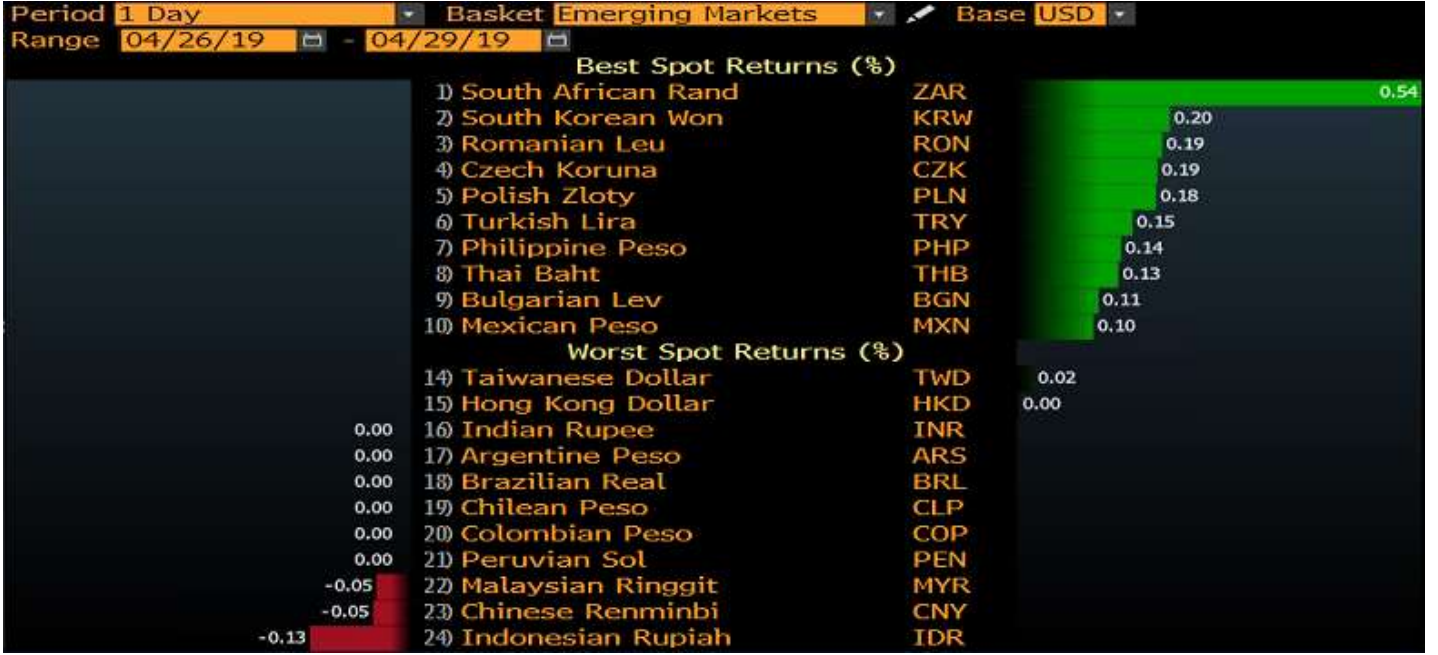 Period 1 Day Basket Emerging Markets Base USD
Range 04/26/19 - 04/29/19
Best Spot Returns (%)
1) South African Rand ZAR 0.54
2) South Korean Won KRW 0.20
3) Romanian Leu RON 0.19
4) Czech Koruna CZK 0.19
5) Polish Zloty PLN 0.18
6) Turkish Lira TRY 0.15
7) Philippine Peso PHP 0.14
8) Thai Baht THB 0.13
9) Bulgarian Lev BGN 0.11
10) Mexican Peso MXN 0.10
Worst Spot Returns (%)
14) Taiwanese Dollar TWD 0.02
15) Hong Kong Dollar HKD 0.00
0.00 16) Indian Rupee INR
0.00 17) Argentine Peso ARS
0.00 18) Brazilian Real BRL
0.00 19) Chilean Peso CLP
0.00 20) Colombian Peso COP
0.00 21) Peruvian Sol PEN
-0.05 22) Malaysian Ringgit MYR
-0.05 23) Chinese Renminbi CNY
-0.13 24) Indonesian Rupiah IDR